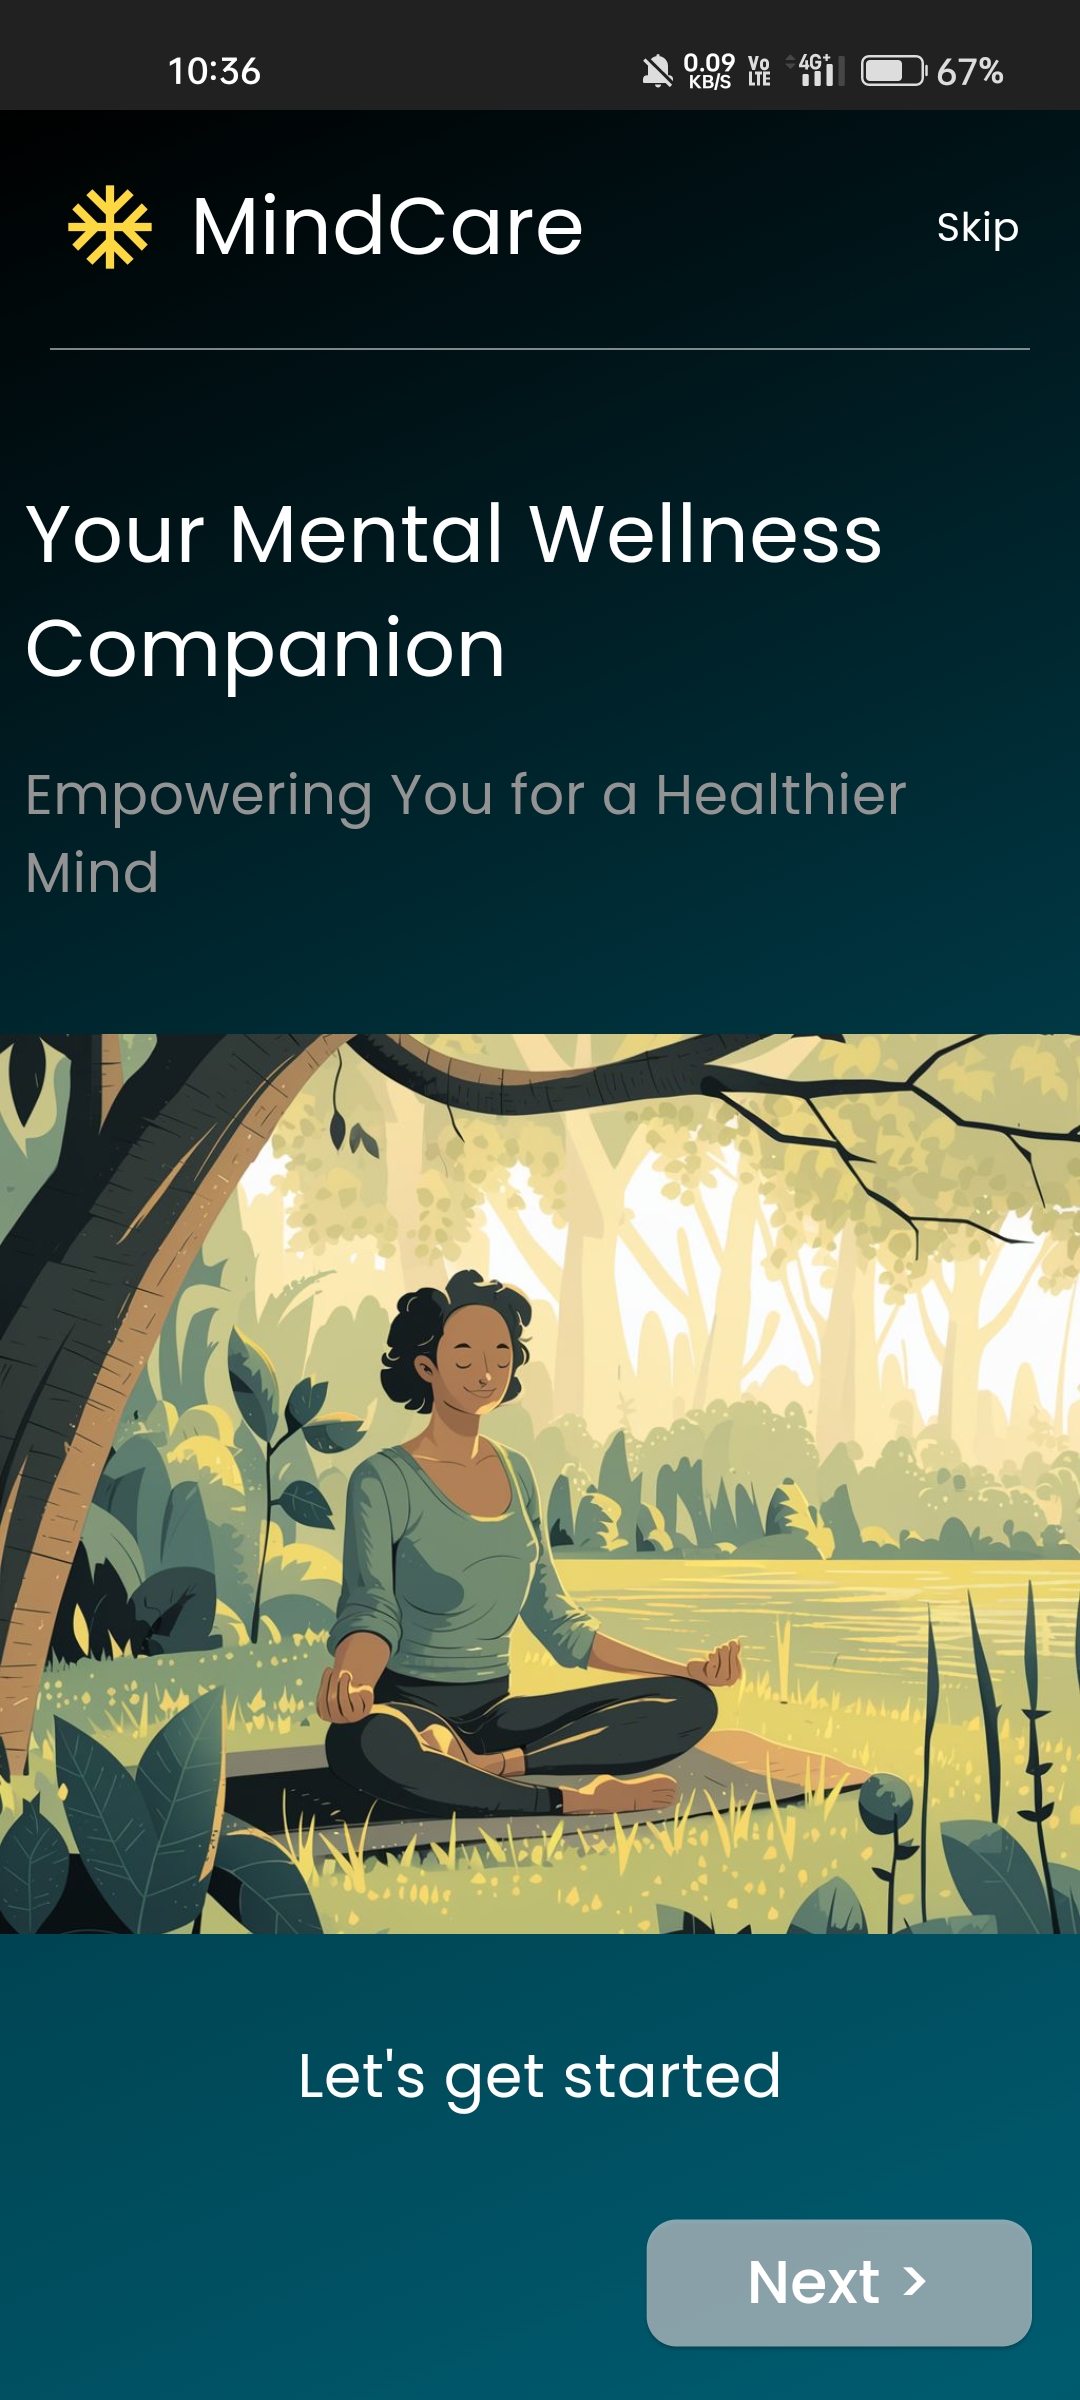 10:36
0.09 KB/S Vo LTE 4G+ 67%
MindCare
Skip
Your Mental Wellness
Companion
Empowering You for a Healthier
Mind
Let's get started
Next >